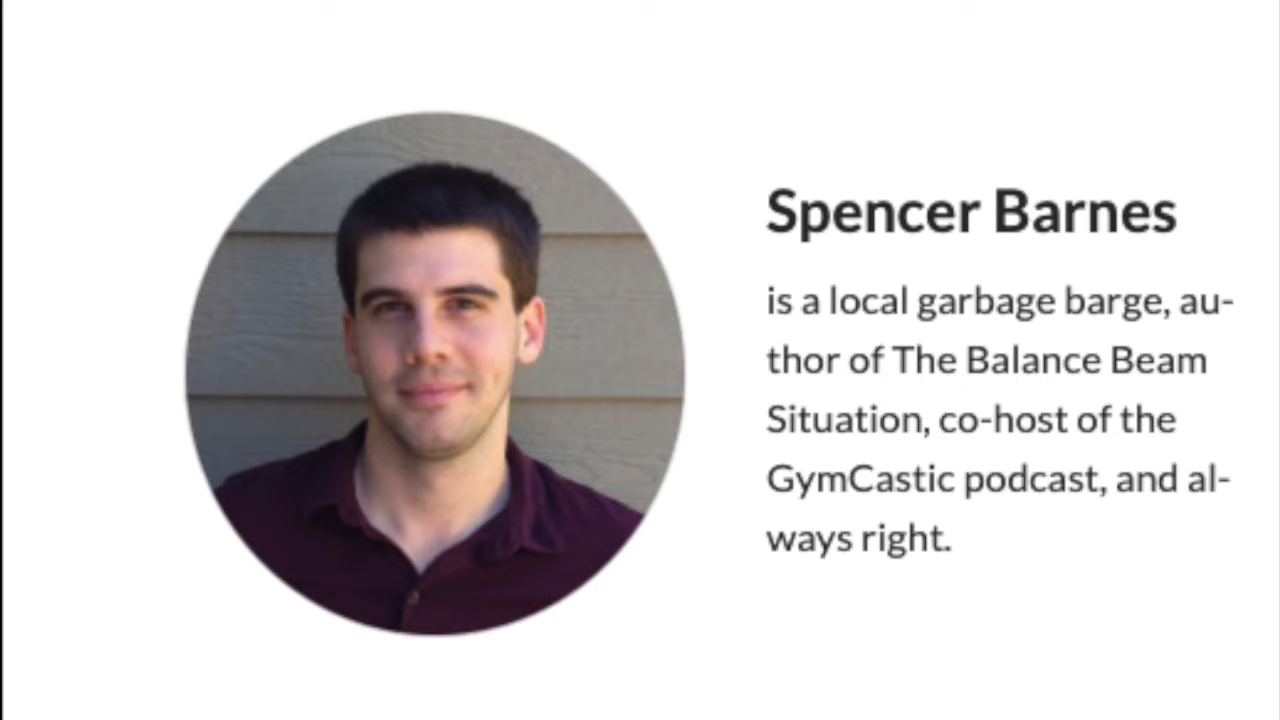 Spencer Barnes
is a local garbage barge, au-
thor of The Balance Beam
Situation, co-host of the
GymCastic podcast, and al-
ways right.